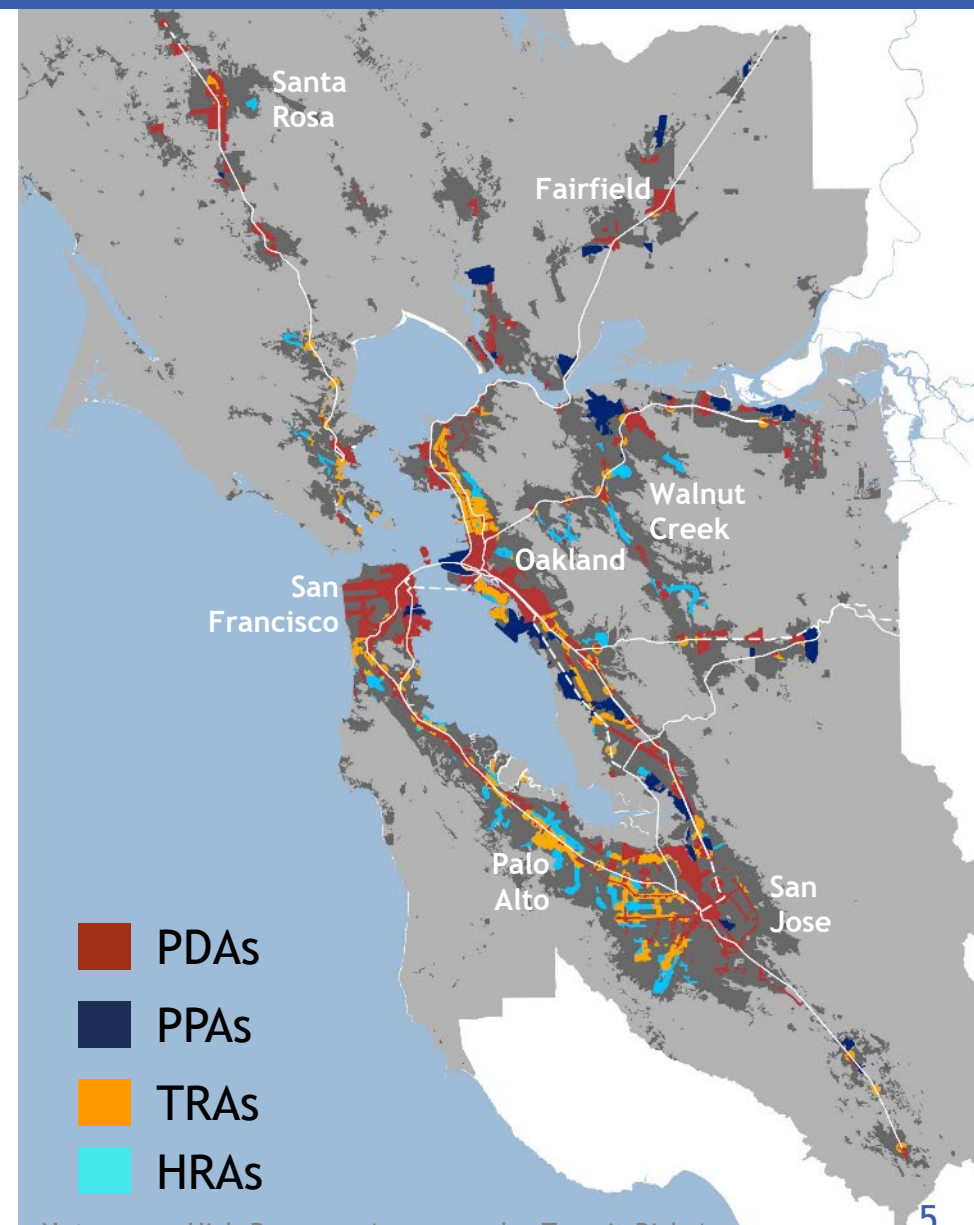 Santa
Rosa
Fairfield
Walnut
Creek
Oakland
San
Francisco
Palo
Alto
San
Jose
PDAs
PPAs
TRAs
HRAs
5